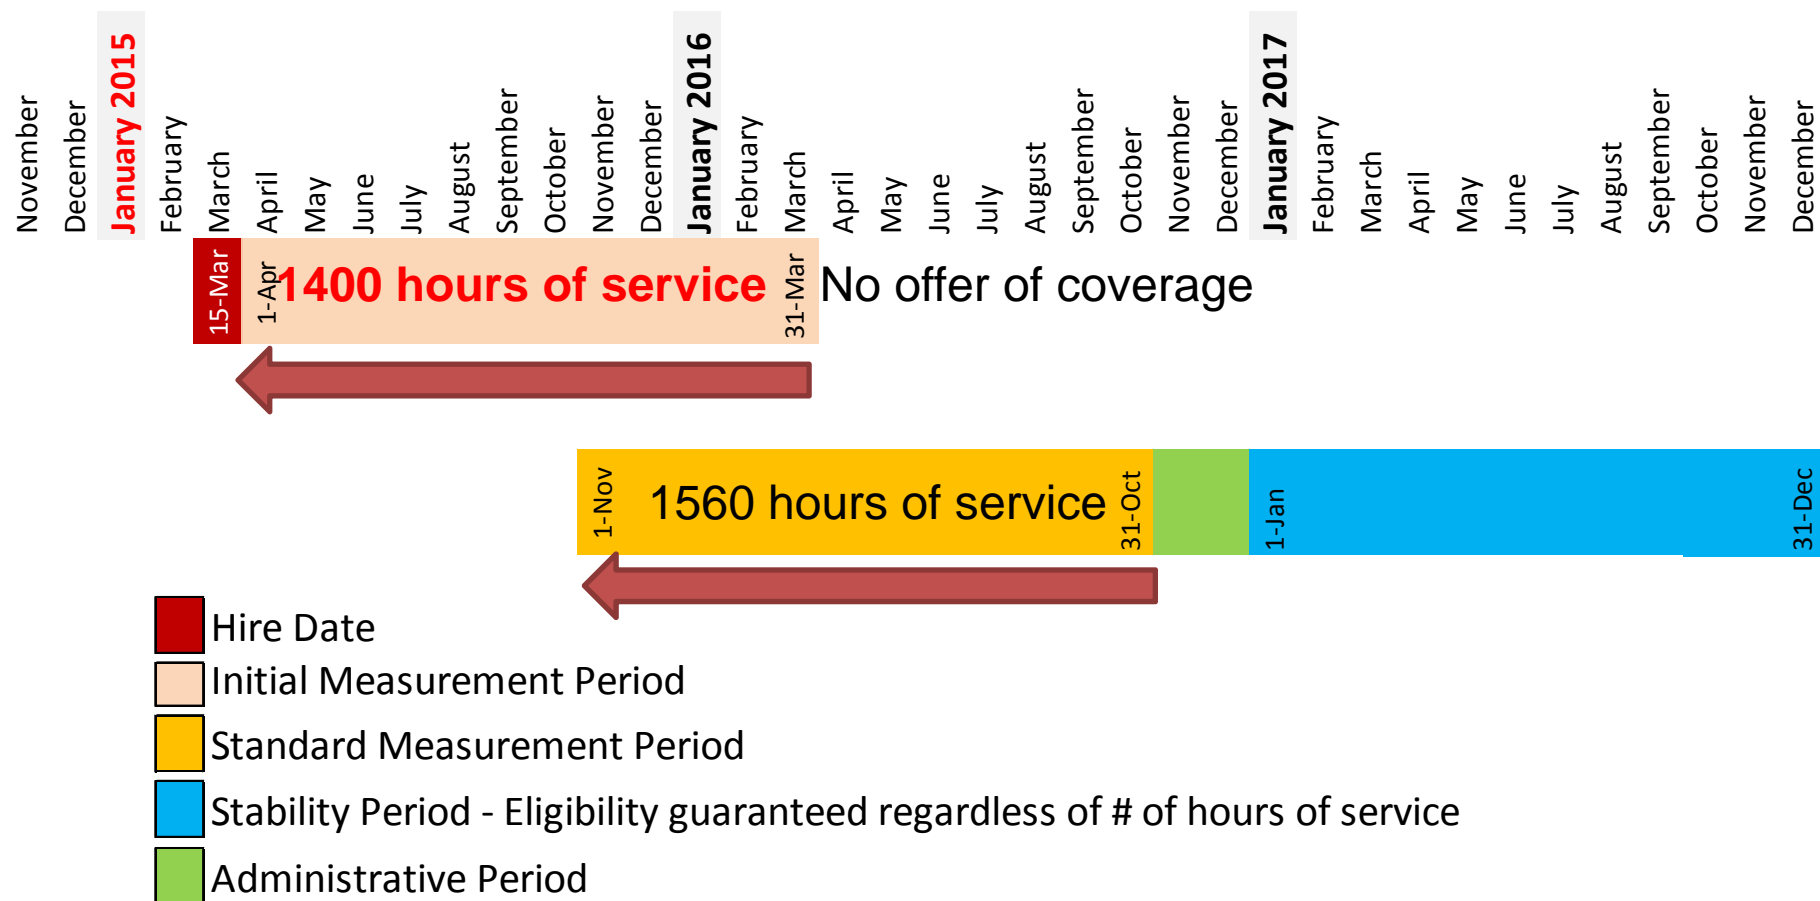 November
December
January 2015
February
March
April
May
June
July
August
September
October
November
December
January 2016
February
March
April
May
June
July
August
September
October
November
December
January 2017
February
March
April
May
June
July
August
September
October
November
December
15-Mar
1-Apr
1400 hours of service
31-Mar
No offer of coverage
1-Nov
1560 hours of service
31-Oct
1-Jan
31-Dec
Hire Date
Initial Measurement Period
Standard Measurement Period
Stability Period - Eligibility guaranteed regardless of # of hours of service
Administrative Period